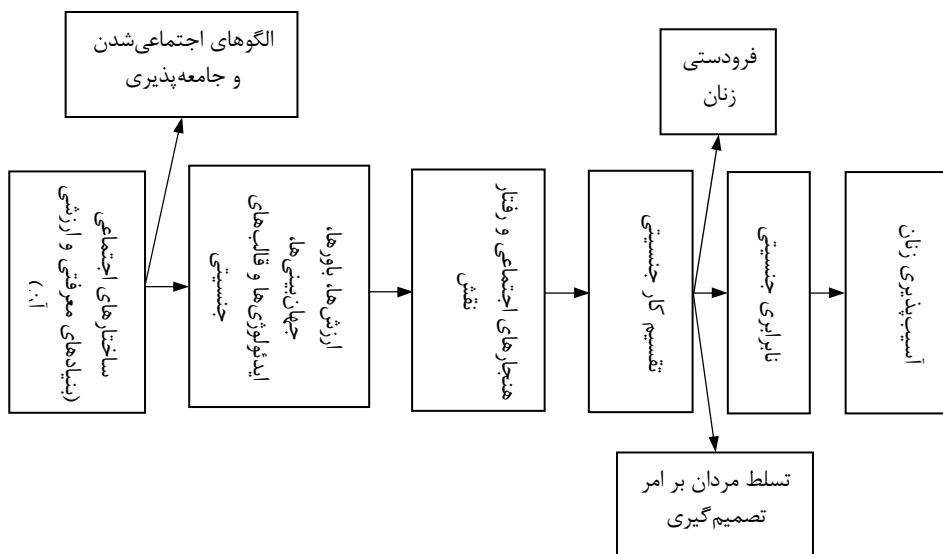 الگوهای اجتماعی‌شدن
و جامعه‌پذیری
فرودستی
زنان
ساختارهای اجتماعی
(بنیادهای معرفتی و ارزشی
آن)
ارزش‌ها، باورها،
جهان‌بینی‌ها،
ایدئولوژی‌ها و قالب‌های
جنسیتی
هنجارهای اجتماعی و رفتار
نقش
تقسیم کار جنسیتی
نابرابری جنسیتی
آسیب‌پذیری زنان
تسلط مردان بر امر
تصمیم‌گیری